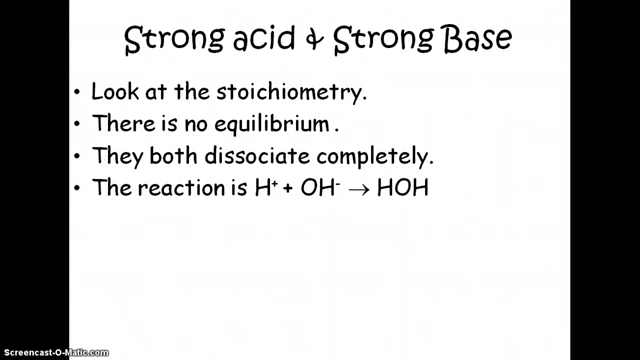 Strong acid & Strong Base
• Look at the stoichiometry.
• There is no equilibrium .
• They both dissociate completely.
• The reaction is H⁺ + OH⁻ → HOH
Screencast-O-Matic.com